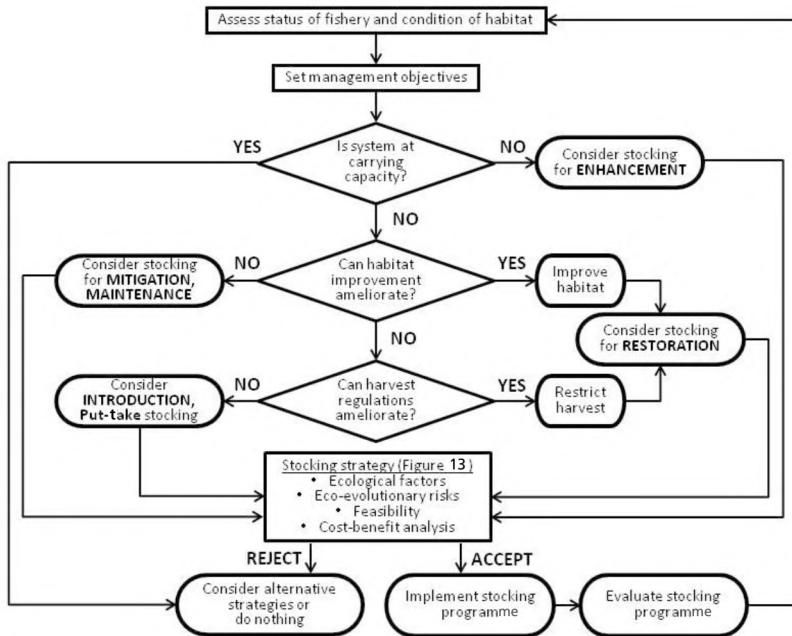 Assess status of fishery and condition of habitat
Set management objectives
YES
Is system at
carrying
capacity?
NO
Consider stocking
for ENHANCEMENT
NO
Consider stocking
for MITIGATION,
MAINTENANCE
NO
Can habitat
improvement
ameliorate?
YES
Improve
habitat
Consider stocking
for RESTORATION
NO
Consider
INTRODUCTION,
Put-take stocking
NO
Can harvest
regulations
ameliorate?
YES
Restrict
harvest
Stocking strategy (Figure 13)
• Ecological factors
• Eco-evolutionary risks
• Feasibility
• Cost-benefit analysis
REJECT
ACCEPT
Consider alternative
strategies or
do nothing
Implement stocking
programme
Evaluate stocking
programme